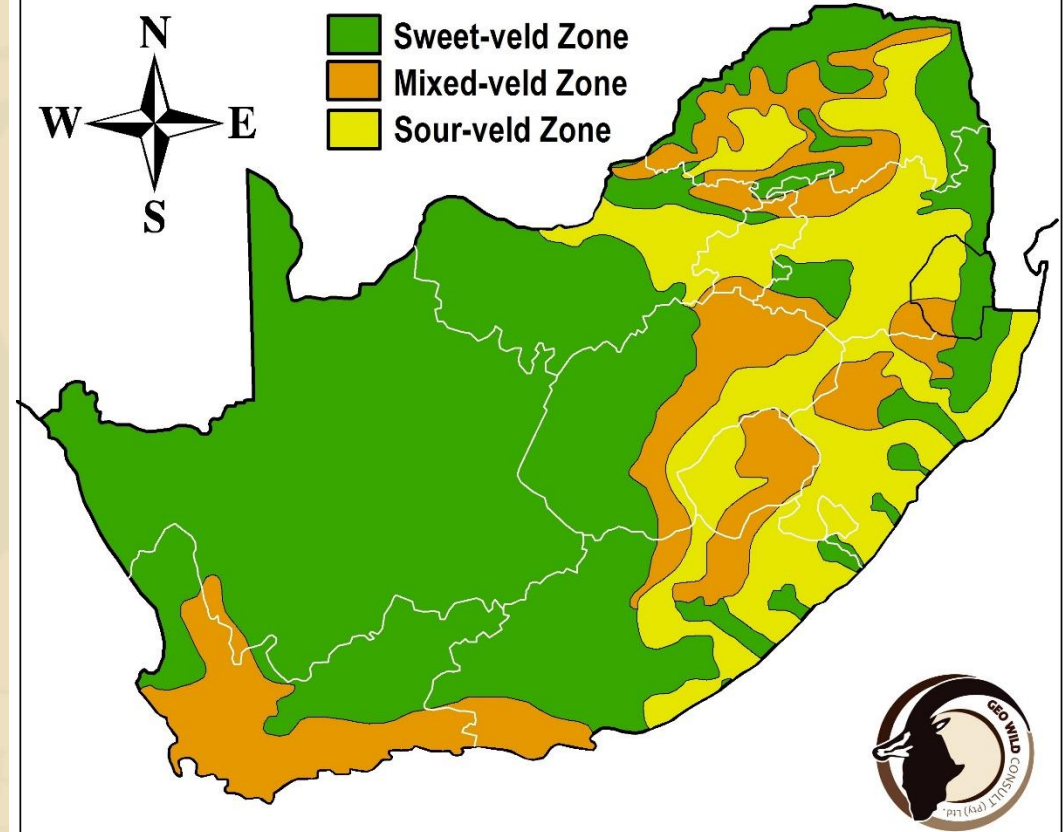 N
W E
S
Sweet-veld Zone
Mixed-veld Zone
Sour-veld Zone
GEO WILD CONSULT (Pty) Ltd.